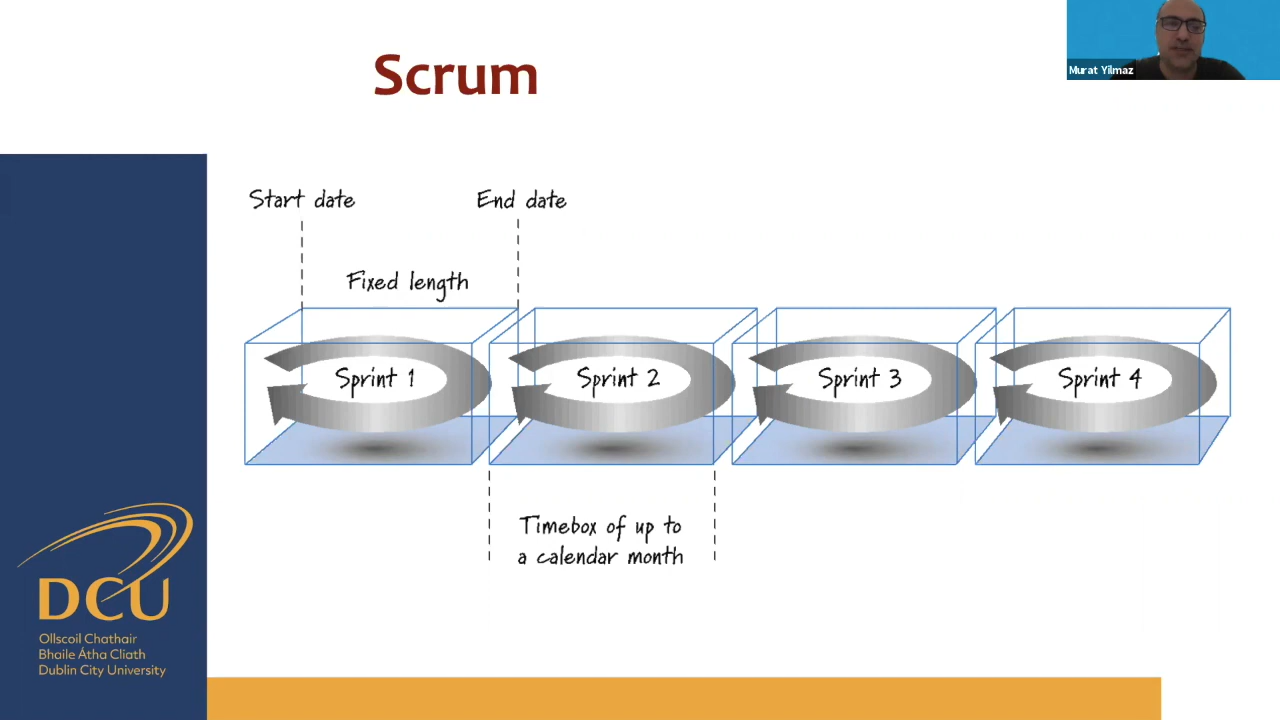 Scrum
Murat Yilmaz
Start date
End date
Fixed length
Sprint 1
Sprint 2
Sprint 3
Sprint 4
Timebox of up to
a calendar month
DCU
Ollscoil Chathair
Bhaile Átha Cliath
Dublin City University